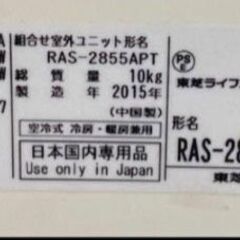 組合せ室外ユニット形名
RAS-2855APT
総質量 10kg
製造年 2015年
(中国製)
空冷式 冷房・暖房兼用
日本国内専用品
Use only in Japan
A
W
W
7
PS
E
東芝ライフ
形名
RAS-28
東芝